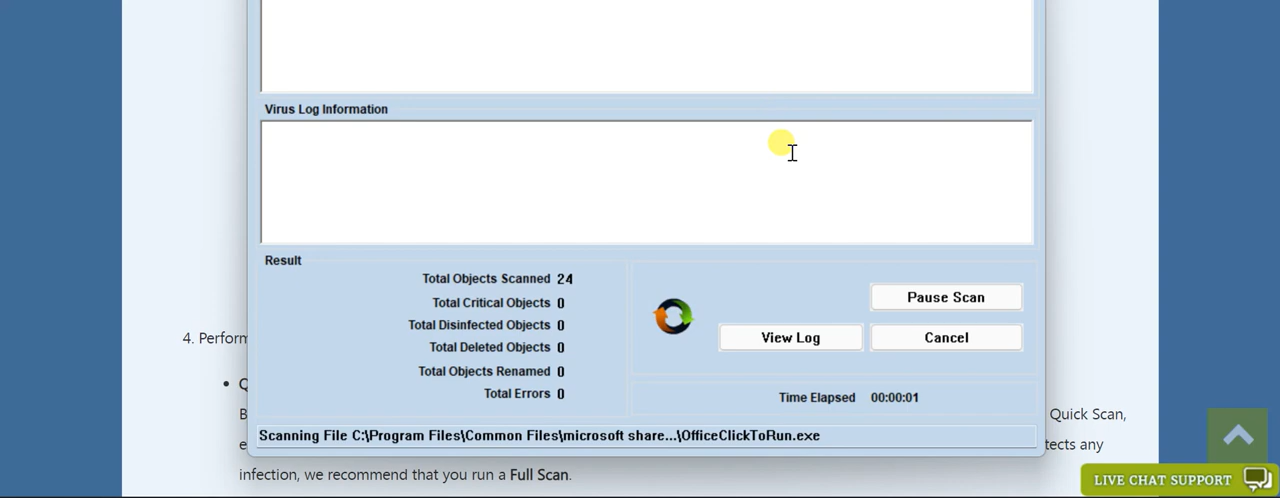 Virus Log Information
Result
Total Objects Scanned 24
Total Critical Objects 0
Total Disinfected Objects 0
Total Deleted Objects 0
Total Objects Renamed 0
Total Errors 0
Pause Scan
View Log
Cancel
Time Elapsed 00:00:01
Scanning File C:\Program Files\Common Files\microsoft share...\OfficeClickToRun.exe
4. Perform
Quick Scan,
infection, we recommend that you run a Full Scan.
any
LIVE CHAT SUPPORT